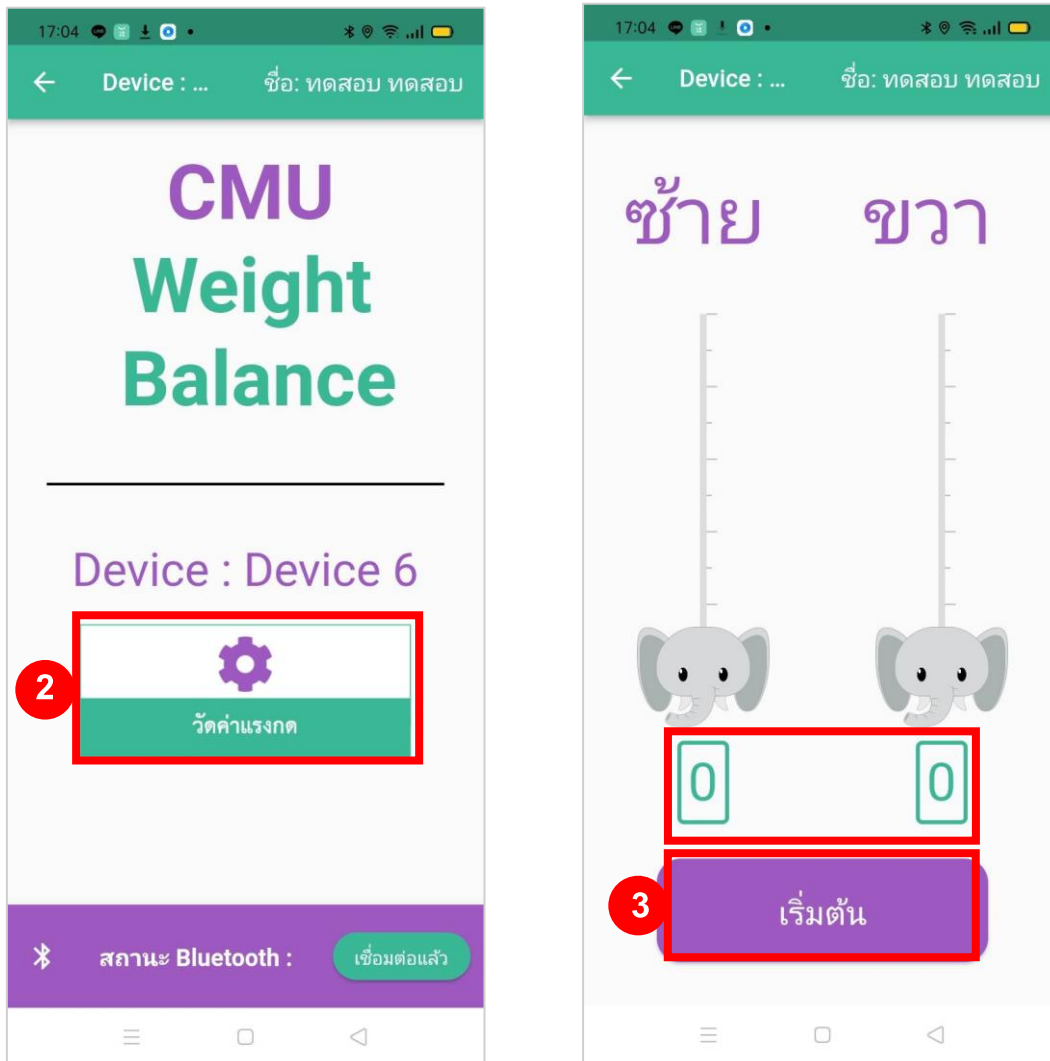 17:04
← Device : ... ชื่อ: ทดสอบ ทดสอบ
CMU
Weight
Balance
Device : Device 6
2
วัดค่าแรงกด
สถานะ Bluetooth : เชื่อมต่อแล้ว
17:04
← Device : ... ชื่อ: ทดสอบ ทดสอบ
ซ้าย ขวา
0 0
3 เริ่มต้น